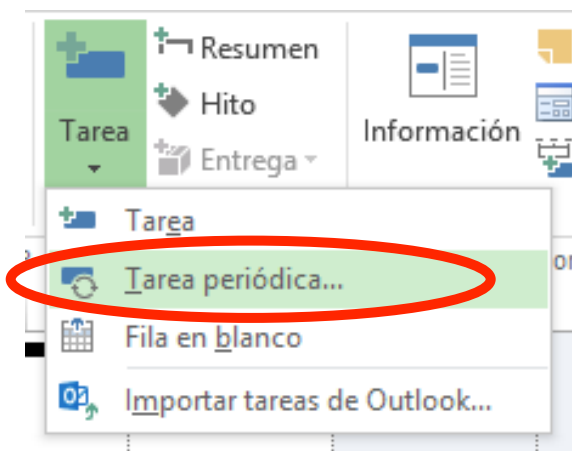 Resumen
Hito
Entrega
Tarea
Información
Tarea
Tarea periódica...
Fila en blanco
Importar tareas de Outlook...